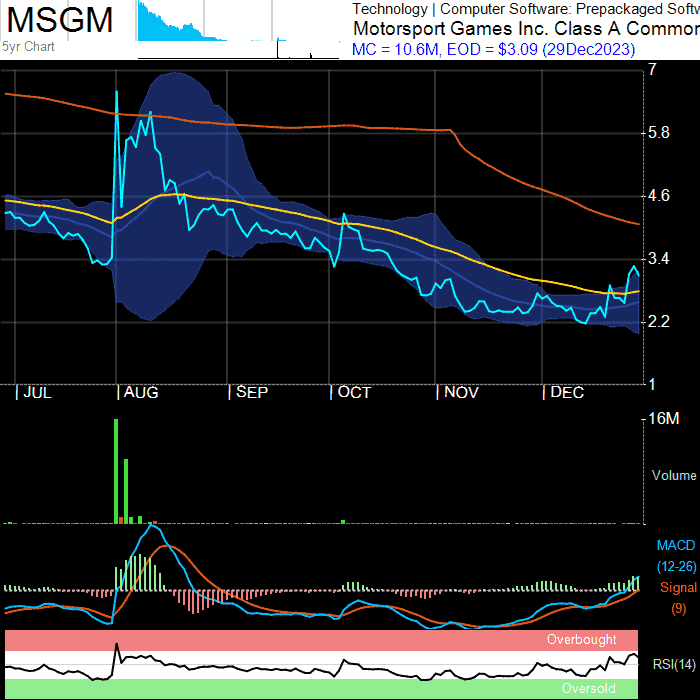 MSGM
5yr Chart
Technology | Computer Software: Prepackaged Softw
Motorsport Games Inc. Class A Common
MC = 10.6M, EOD = $3.09 (29Dec2023)
7
5.8
4.6
3.4
2.2
1
| JUL | AUG | SEP | OCT | NOV | DEC
16M
Volume
MACD
(12-26)
Signal
(9)
Overbought
RSI(14)
Oversold